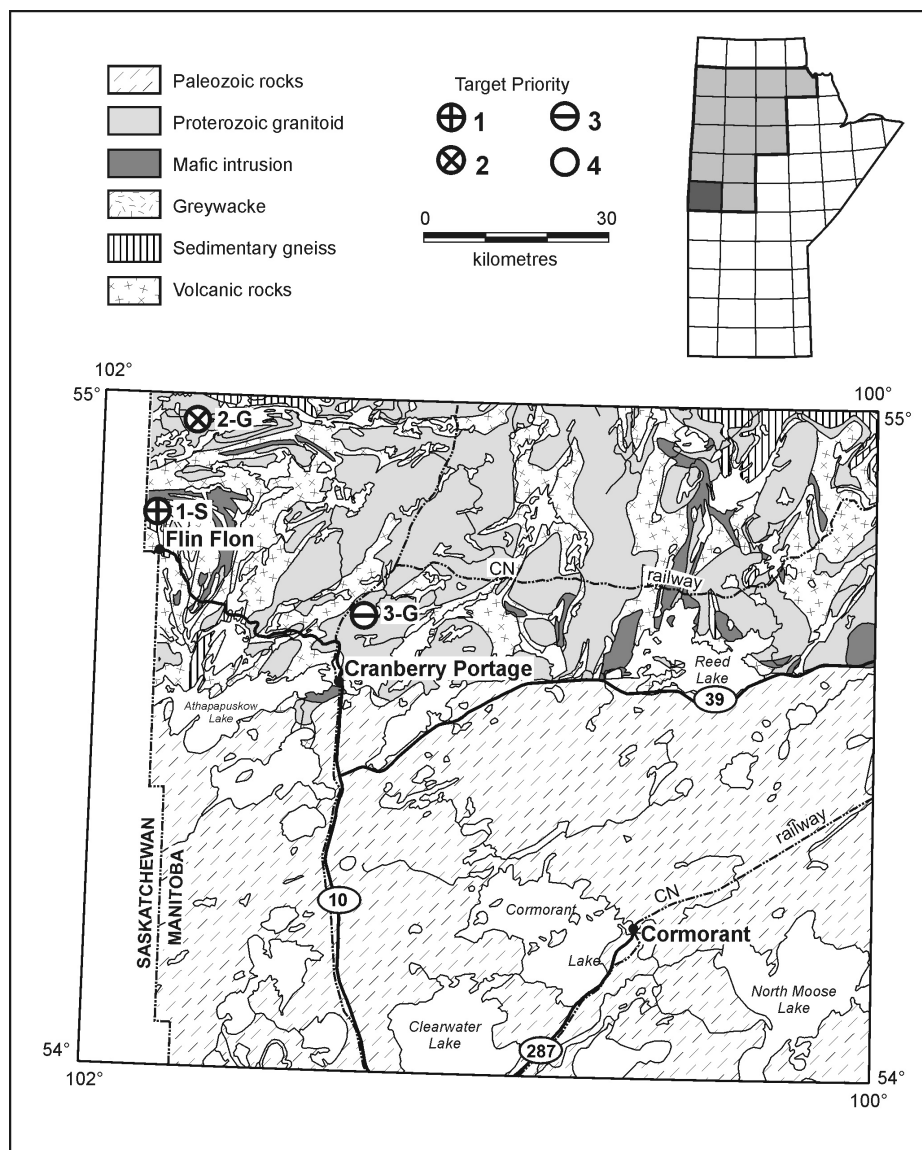 Paleozoic rocks
Proterozoic granitoid
Mafic intrusion
Greywacke
Sedimentary gneiss
Volcanic rocks
Target Priority
1
3
2
4
0
30
kilometres
102°
55°
100°
55°
2-G
1-S
Flin Flon
CN
railway
3-G
Cranberry Portage
Reed
Lake
39
Athapapuskow
Lake
SASKATCHEWAN
MANITOBA
railway
CN
10
Cormorant
Lake
Cormorant
North Moose
Lake
Clearwater
Lake
287
54°
102°
54°
100°